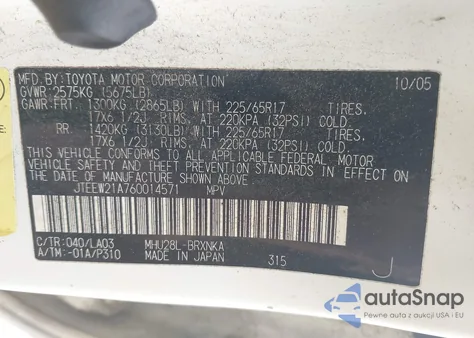 MFD. BY: TOYOTA MOTOR CORPORATION 10/05
GVWR: 2575KG (5675LB)
GAWR: FRT. 1300KG (2865LB) WITH 225/65R17 TIRES.
17X6 1/2J RIMS, AT 220KPA (32PSI) COLD.
RR 1420KG (3130LB) WITH 225/65R17 TIRES.
17X6 1/2J RIMS, AT 220KPA (32PSI) COLD.
THIS VEHICLE CONFORMS TO ALL APPLICABLE FEDERAL MOTOR
VEHICLE SAFETY AND THEFT PREVENTION STANDARDS IN EFFECT
ON THE DATE OF MANUFACTURE SHOWN ABOVE.
JTEEW21A760014571 MPV
C/TR: 040/LA03 MHU28L-BRXNKA
A/TM: -01A/P310 MADE IN JAPAN 315 J
autoSnap
Pewne auta z aukcji USA i EU